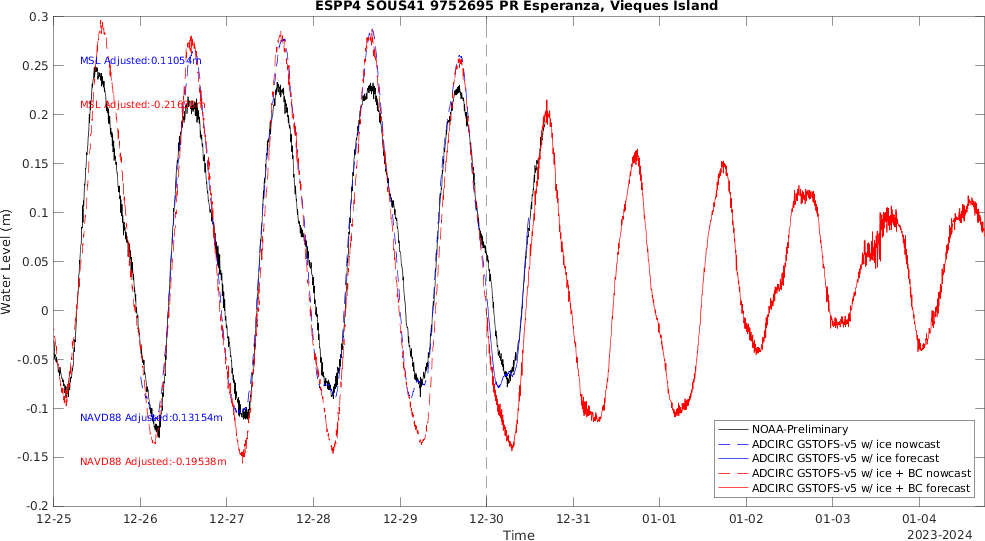 ESPP4 SOUS41 9752695 PR Esperanza, Vieques Island
0.3
0.25
0.2
0.15
0.1
0.05
0
-0.05
-0.1
-0.15
-0.2
Water Level (m)
MSL Adjusted:0.11054m
MSL
NAVD88 Adjusted:0.13154m
NAVD88 Adjusted:-0.19538m
NOAA-Preliminary
ADCIRC GSTOFS-v5 w/ ice nowcast
ADCIRC GSTOFS-v5 w/ ice forecast
ADCIRC GSTOFS-v5 w/ ice + BC nowcast
ADCIRC GSTOFS-v5 w/ ice + BC forecast
12-25 12-26 12-27 12-28 12-29 12-30 12-31 01-01 01-02 01-03 01-04
Time
2023-2024